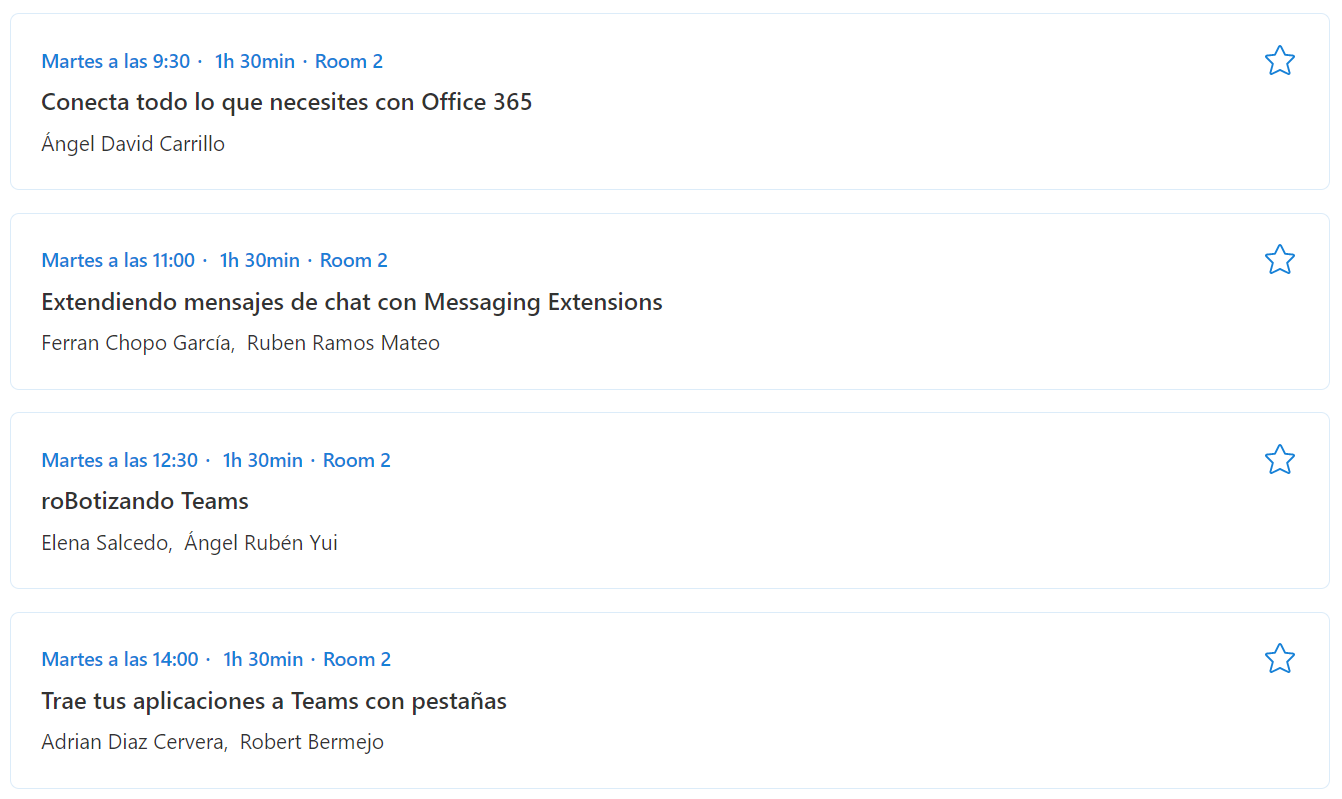 Martes a las 9:30 · 1h 30min · Room 2
Conecta todo lo que necesites con Office 365
Ángel David Carrillo
Martes a las 11:00 · 1h 30min · Room 2
Extendiendo mensajes de chat con Messaging Extensions
Ferran Chopo García, Ruben Ramos Mateo
Martes a las 12:30 · 1h 30min · Room 2
roBotizando Teams
Elena Salcedo, Ángel Rubén Yui
Martes a las 14:00 · 1h 30min · Room 2
Trae tus aplicaciones a Teams con pestañas
Adrian Diaz Cervera, Robert Bermejo